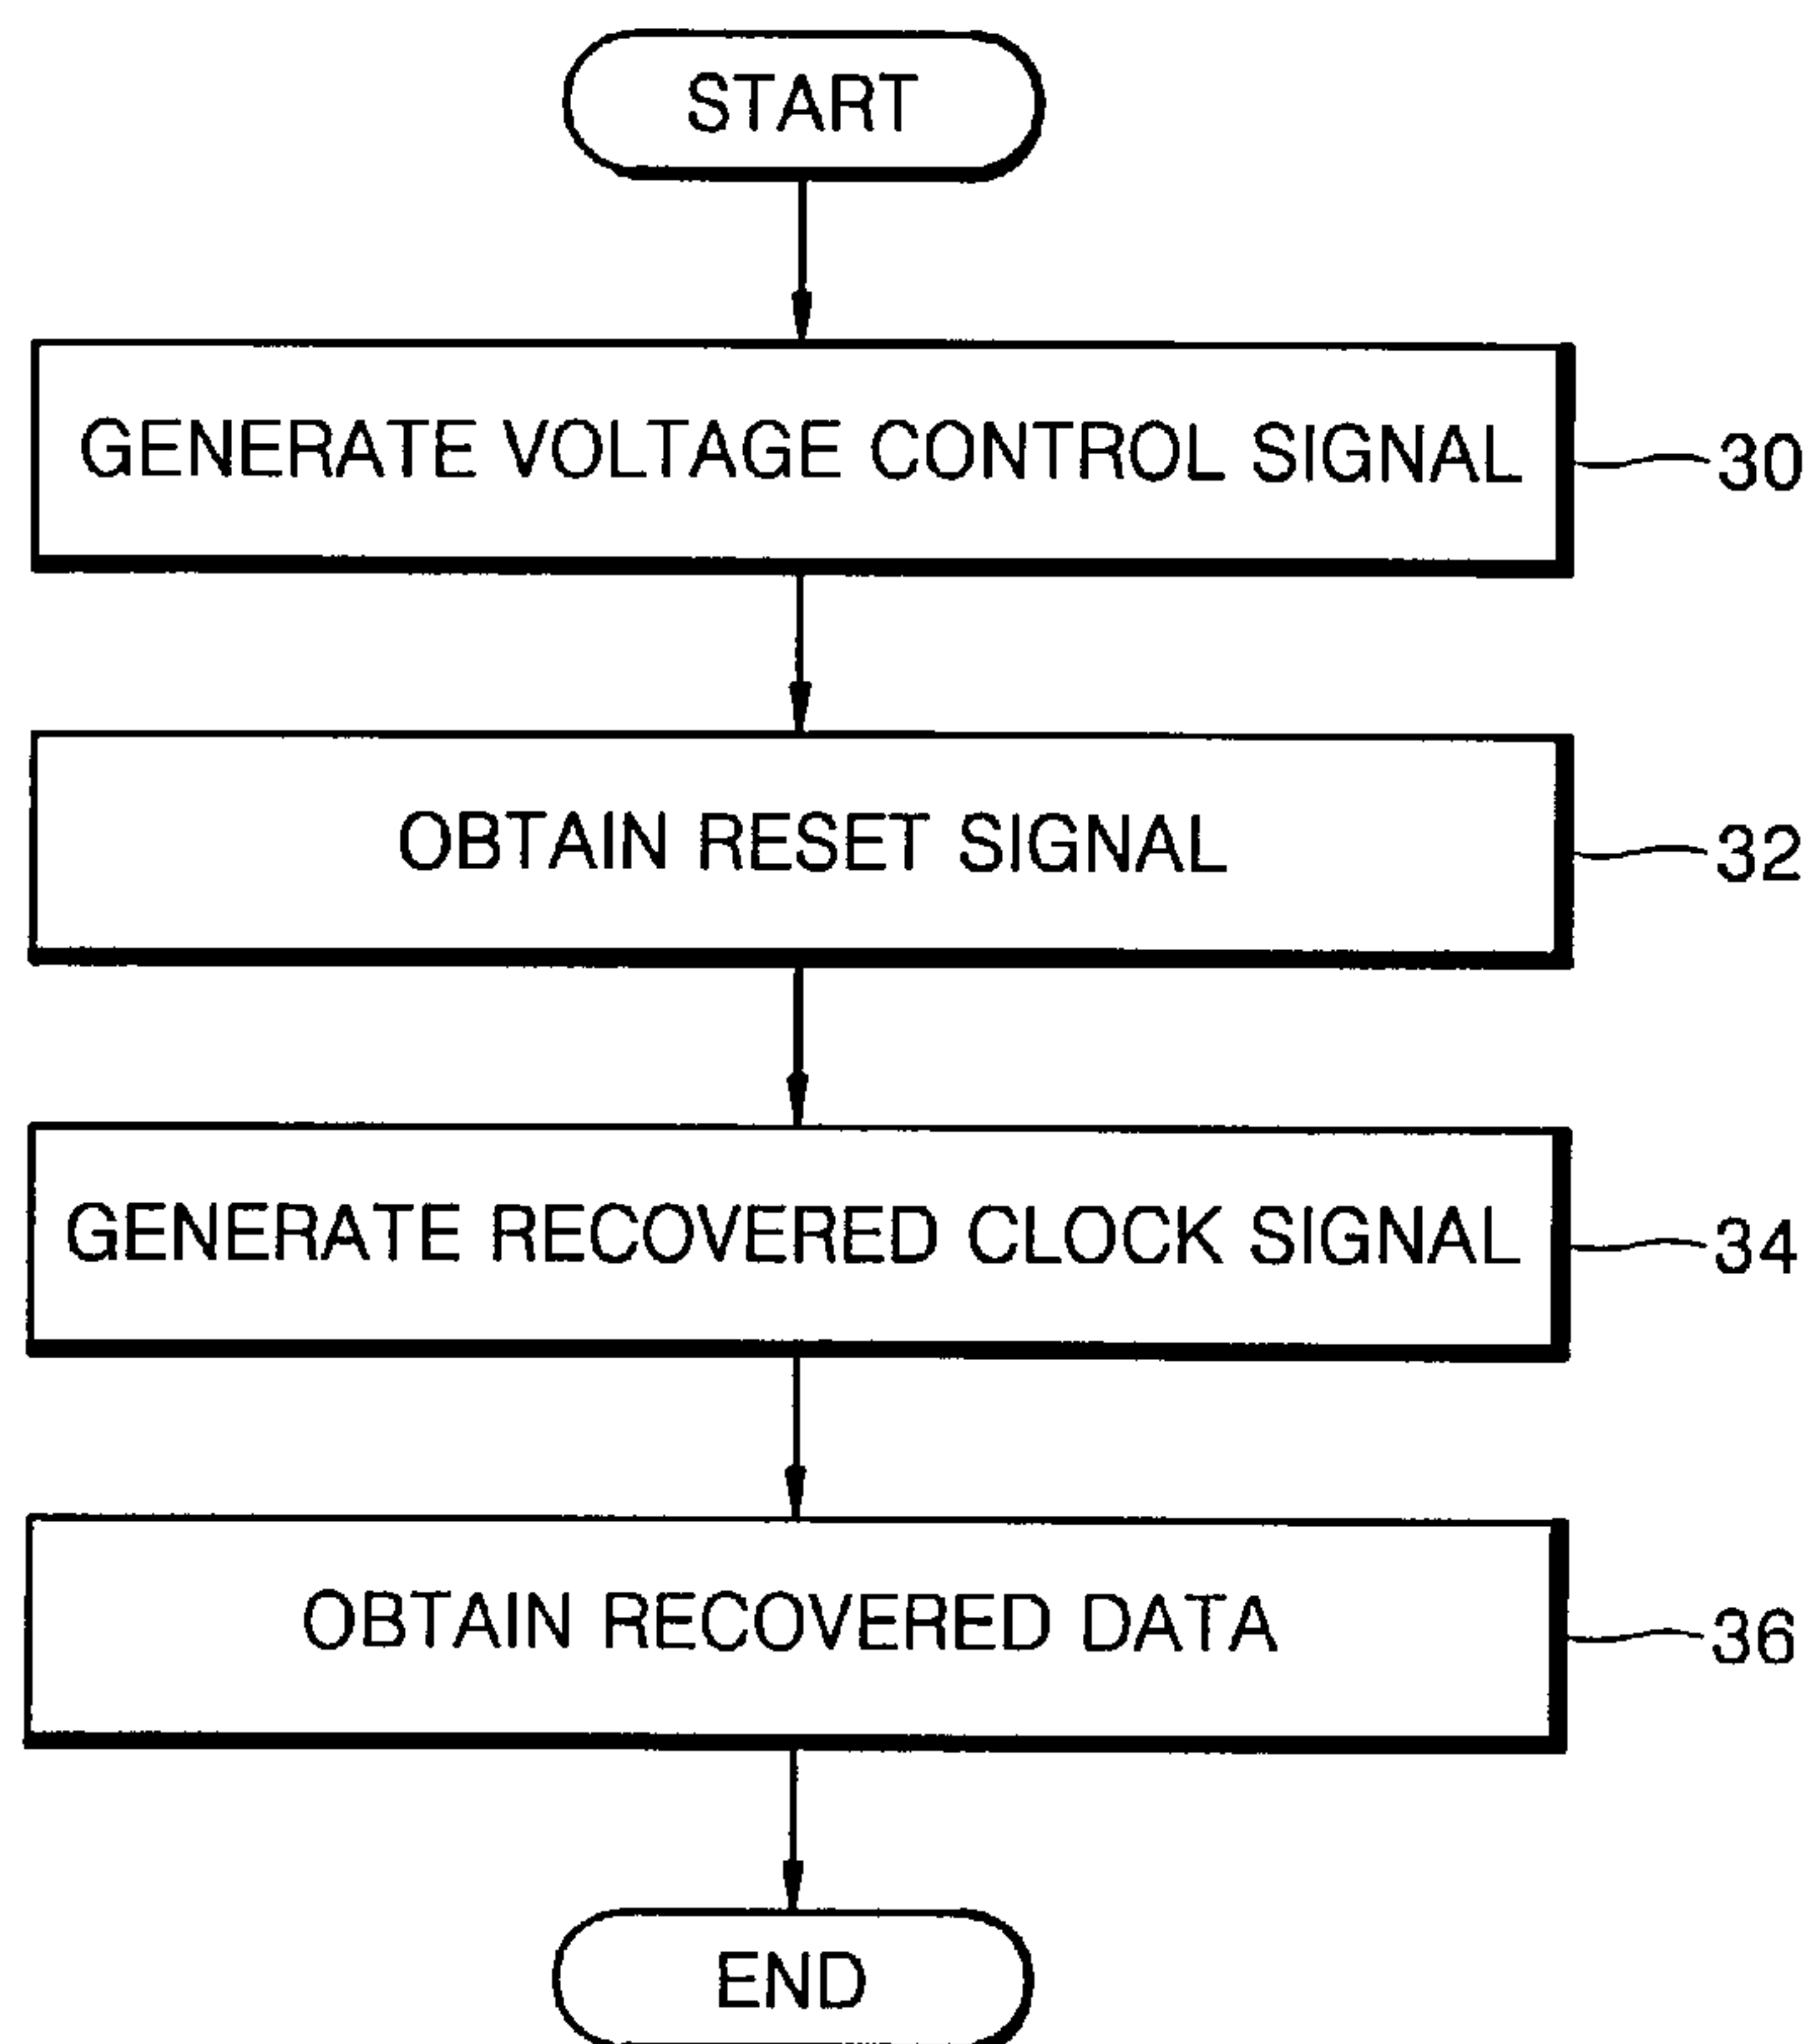 START
GENERATE VOLTAGE CONTROL SIGNAL
30
OBTAIN RESET SIGNAL
32
GENERATE RECOVERED CLOCK SIGNAL
34
OBTAIN RECOVERED DATA
36
END